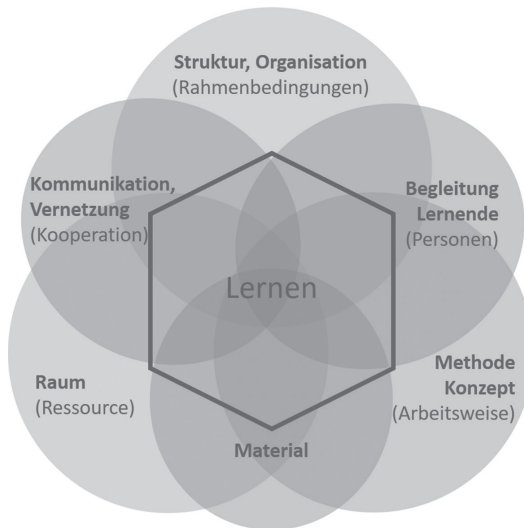 Struktur, Organisation
(Rahmenbedingungen)
Kommunikation,
Vernetzung
(Kooperation)
Begleitung
Lernende
(Personen)
Lernen
Raum
(Ressource)
Methode
Konzept
(Arbeitsweise)
Material